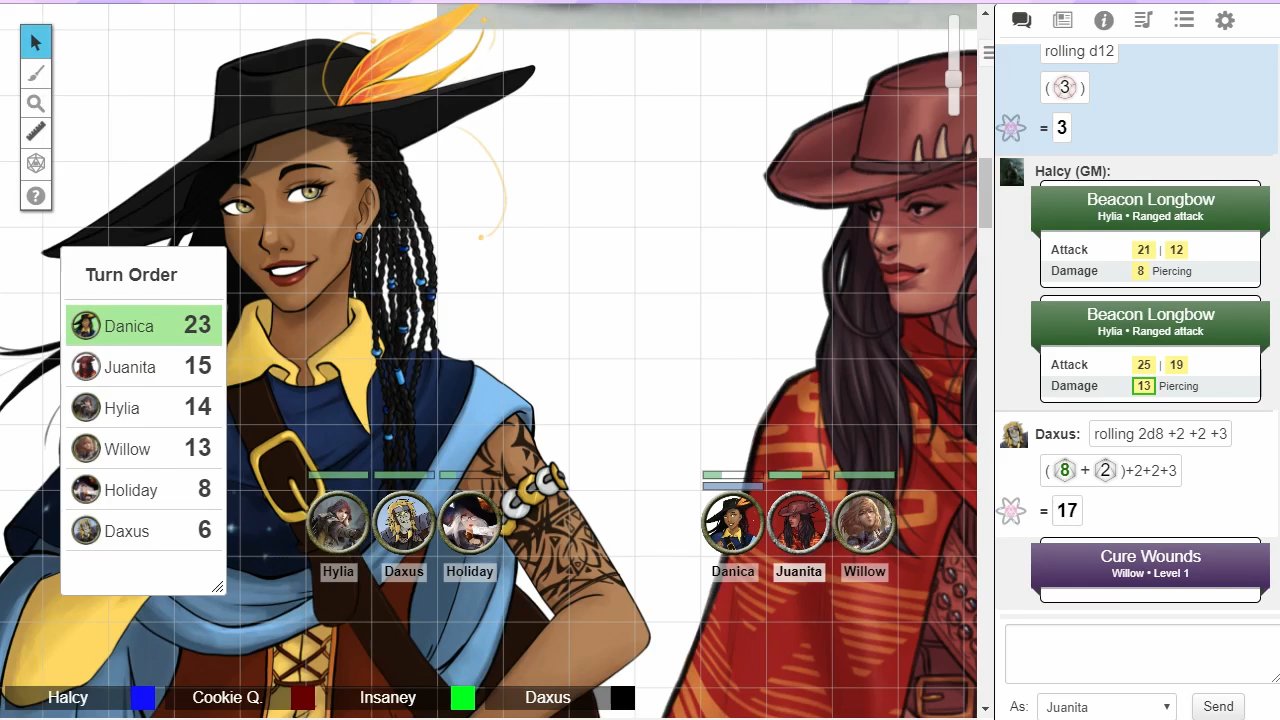 Turn Order
Danica 23
Juanita 15
Hylia 14
Willow 13
Holiday 8
Daxus 6
Hylia Daxus Holiday
Danica Juanita Willow
Halcy Cookie Q. Insaney Daxus
rolling d12
( 3 )
= 3
Halcy (GM):
Beacon Longbow
Hylia • Ranged attack
Attack 21 | 12
Damage 8 Piercing
Beacon Longbow
Hylia • Ranged attack
Attack 25 | 19
Damage 13 Piercing
Daxus: rolling 2d8 +2 +2 +3
( 8 + 2 )+2+2+3
= 17
Cure Wounds
Willow • Level 1
As: Juanita Send